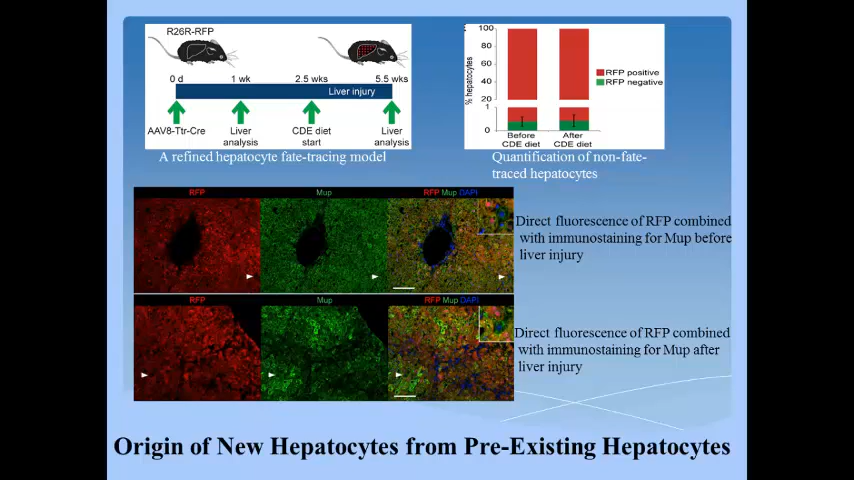 R26R-RFP
0 d 1 wk 2.5 wks 5.5 wks
Liver injury
AAV8-Ttr-Cre Liver analysis CDE diet start Liver analysis
A refined hepatocyte fate-tracing model
% hepatocytes
100
80
60
40
20
1
0
Before CDE diet After CDE diet
RFP positive
RFP negative
Quantification of non-fate-
traced hepatocytes
RFP Mup RFP Mup DAPI
Direct fluorescence of RFP combined
with immunostaining for Mup before
liver injury
RFP Mup RFP Mup DAPI
Direct fluorescence of RFP combined
with immunostaining for Mup after
liver injury
Origin of New Hepatocytes from Pre-Existing Hepatocytes